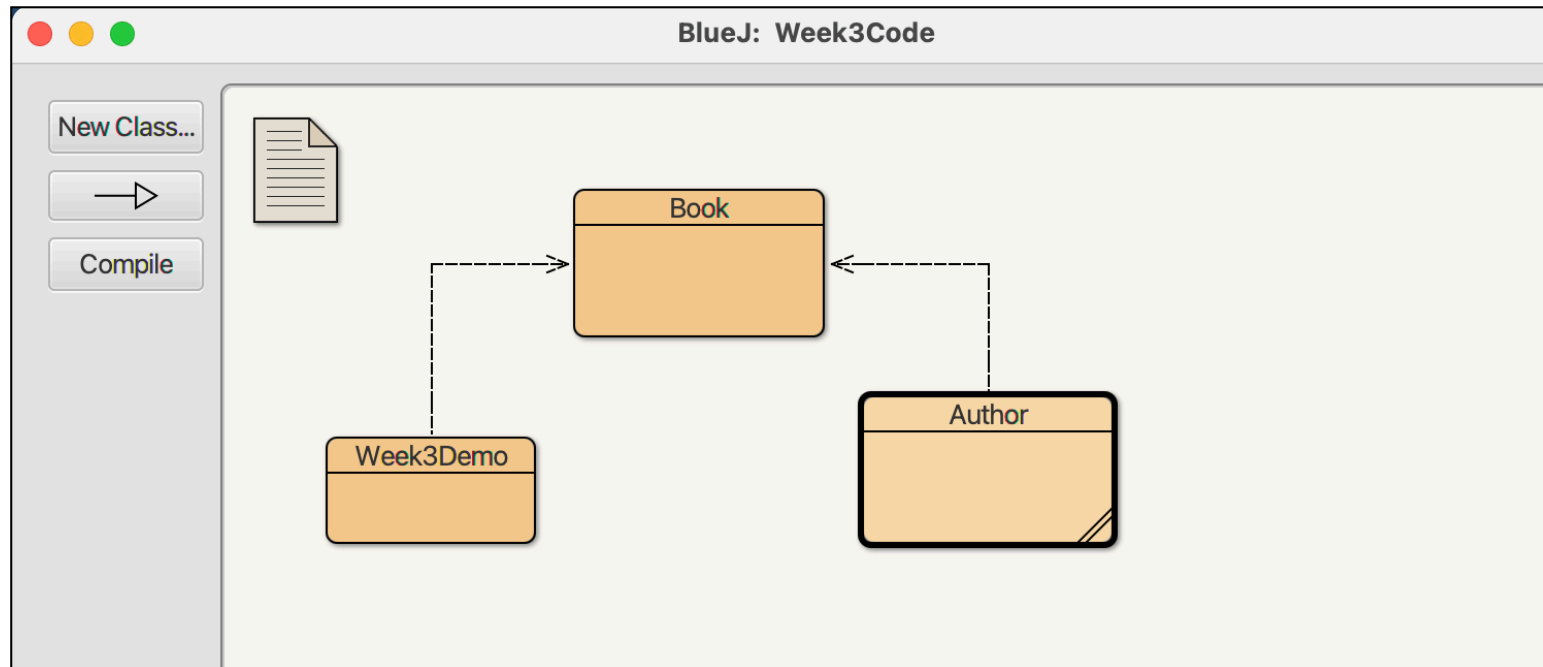 BlueJ: Week3Code
New Class...
Compile
Book
Author
Week3Demo